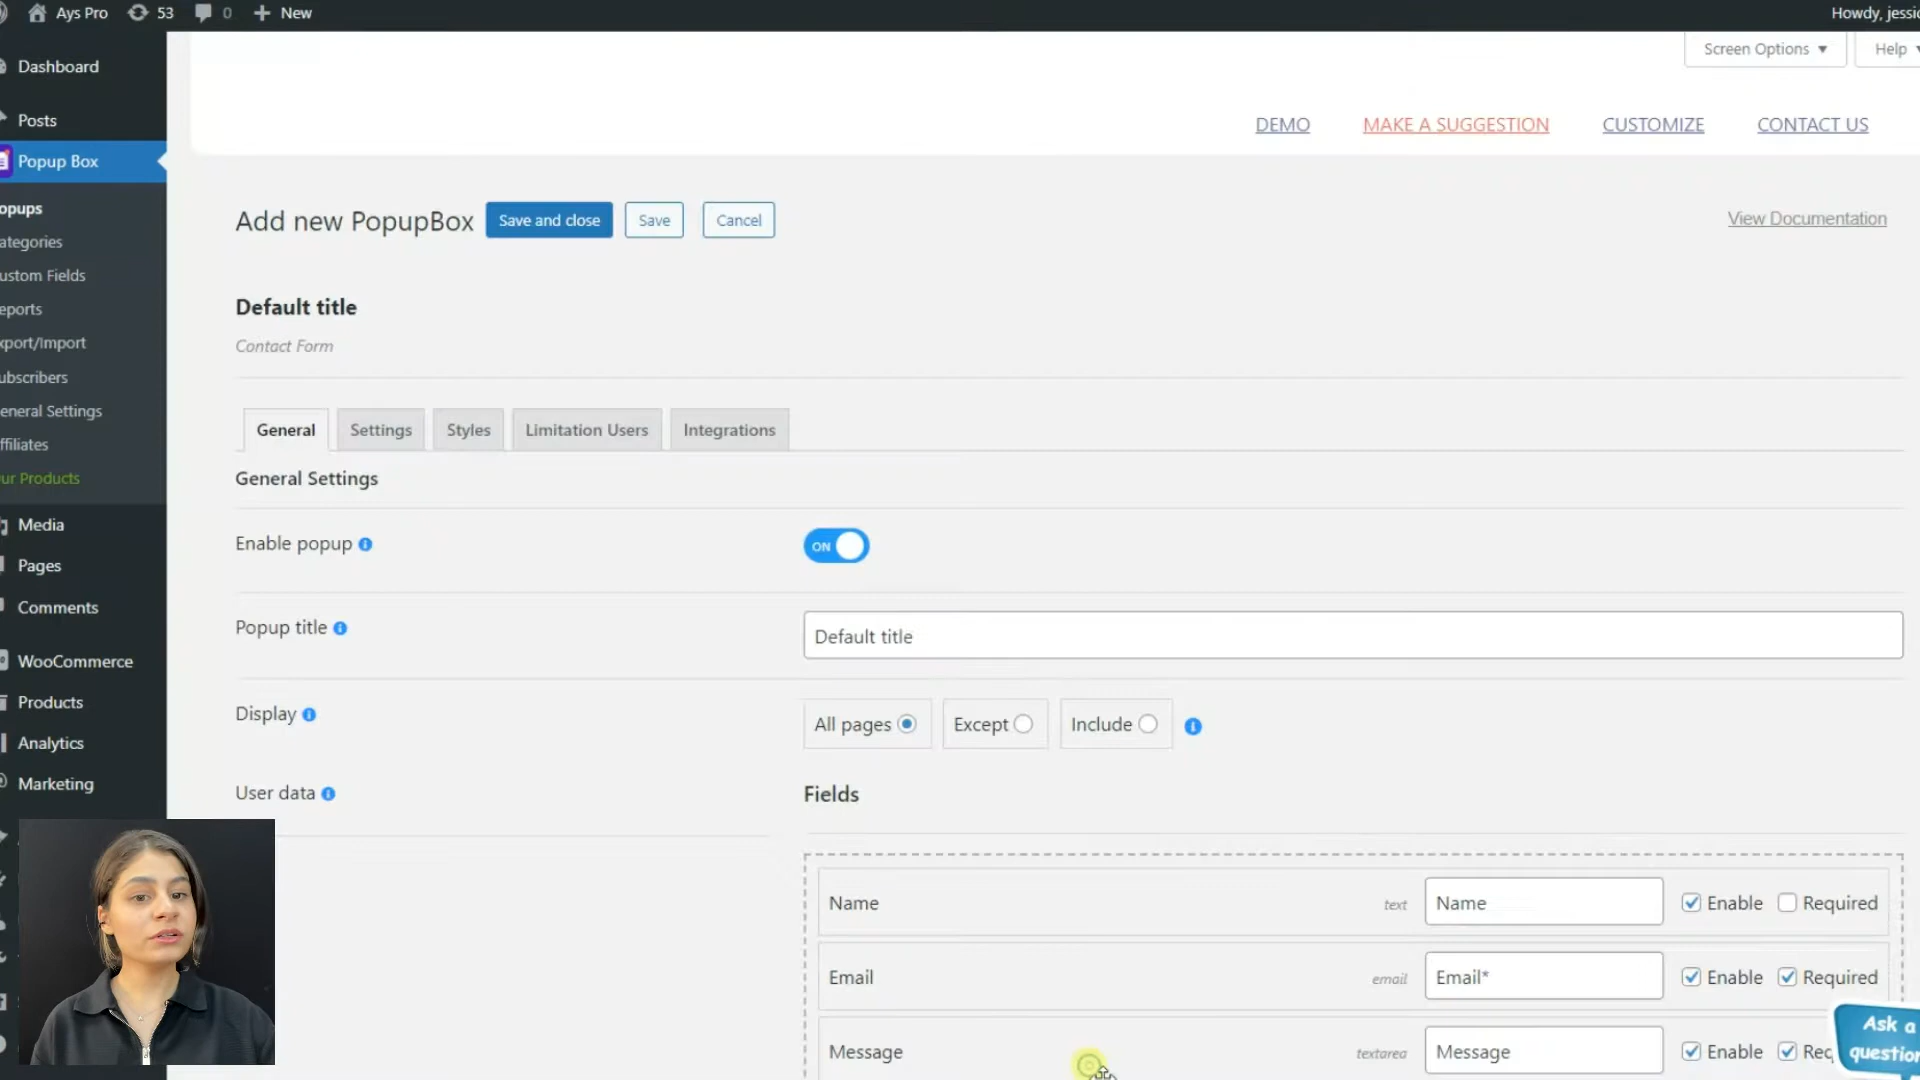 Ays Pro 53 0 New
Howdy, jessic
Screen Options
Help
Dashboard
Posts
Popup Box
opups
ategories
ustom Fields
eports
xport/Import
ubscribers
eneral Settings
ffiliates
ur Products
Media
Pages
Comments
WooCommerce
Products
Analytics
Marketing
DEMO
MAKE A SUGGESTION
CUSTOMIZE
CONTACT US
Add new PopupBox
Save and close
Save
Cancel
View Documentation
Default title
Contact Form
General
Settings
Styles
Limitation Users
Integrations
General Settings
Enable popup
ON
Popup title
Default title
Display
All pages
Except
Include
User data
Fields
Name text Name Enable Required
Email email Email* Enable Required
Message textarea Message Enable Req
Ask a
question